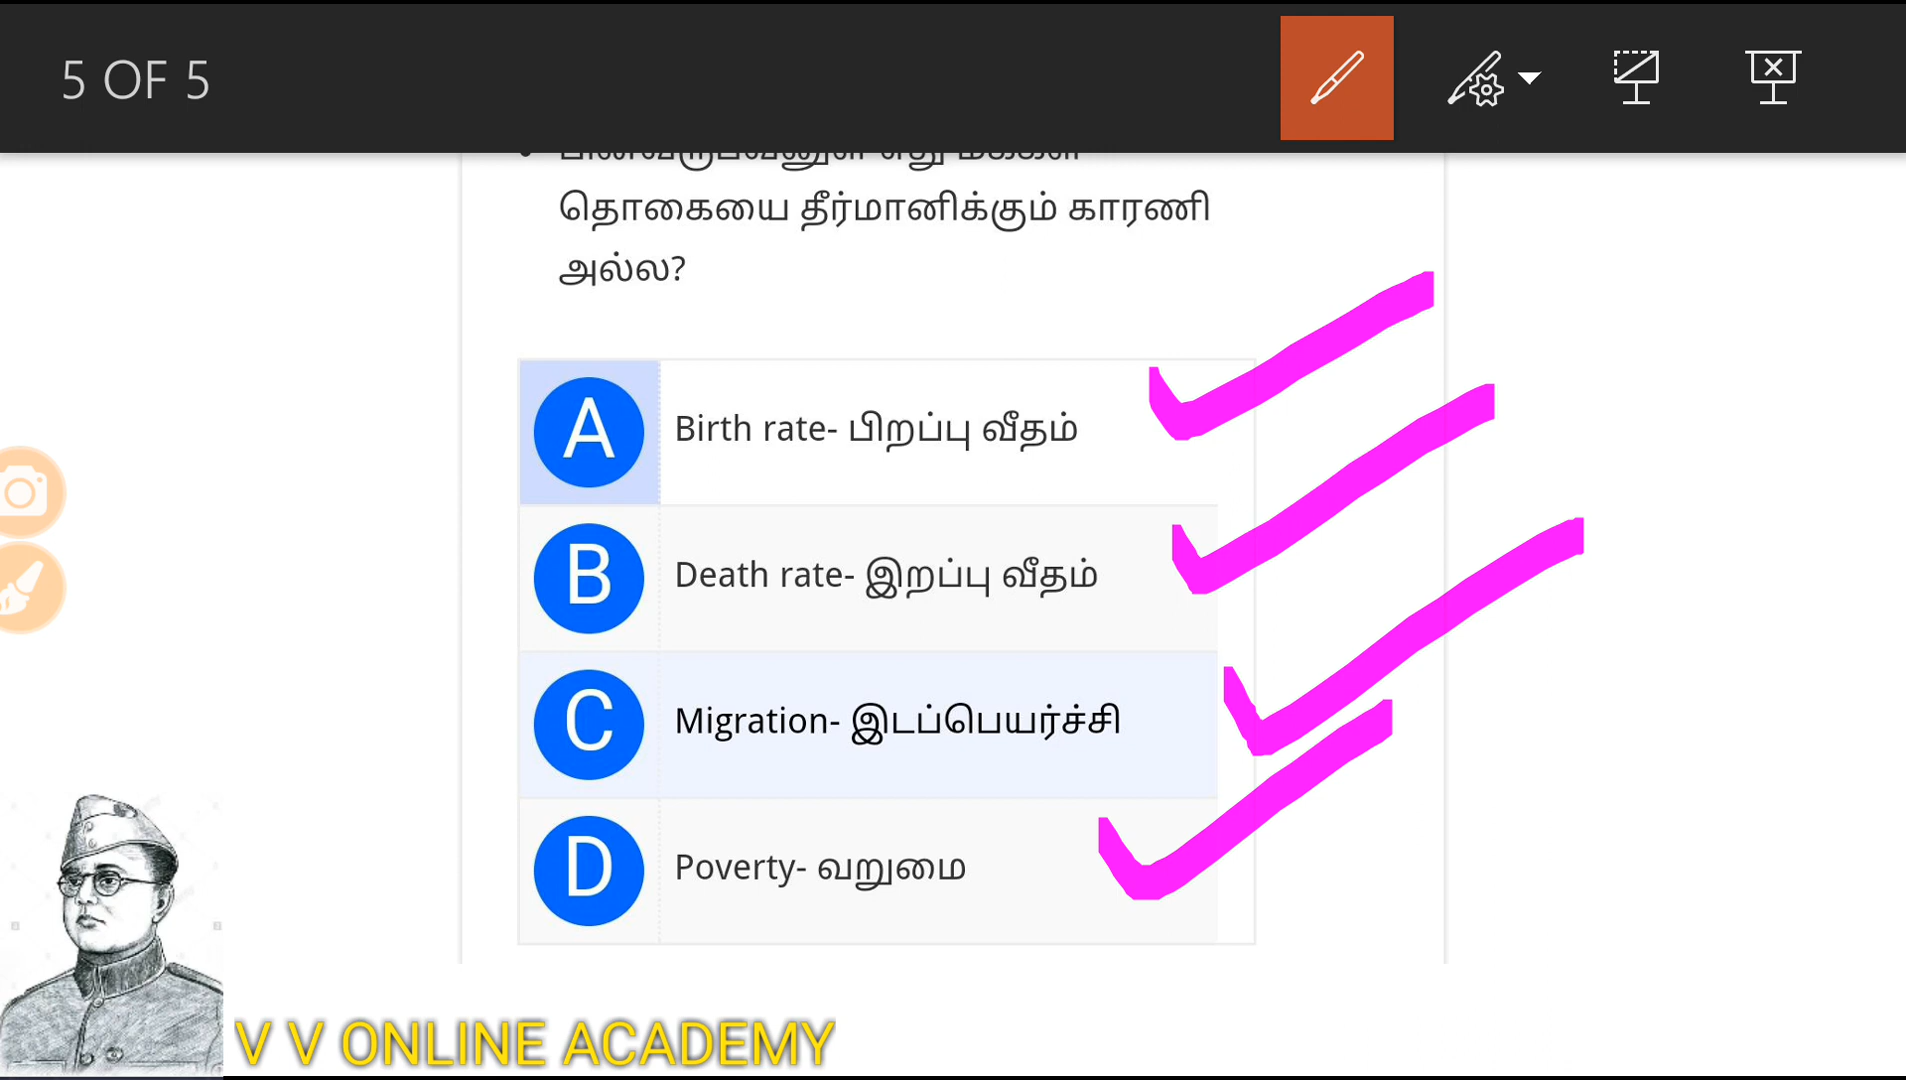 5 OF 5
தொகையை தீர்மானிக்கும் காரணி
அல்ல?
A Birth rate- பிறப்பு வீதம்
B Death rate- இறப்பு வீதம்
C Migration- இடப்பெயர்ச்சி
D Poverty- வறுமை
V V ONLINE ACADEMY